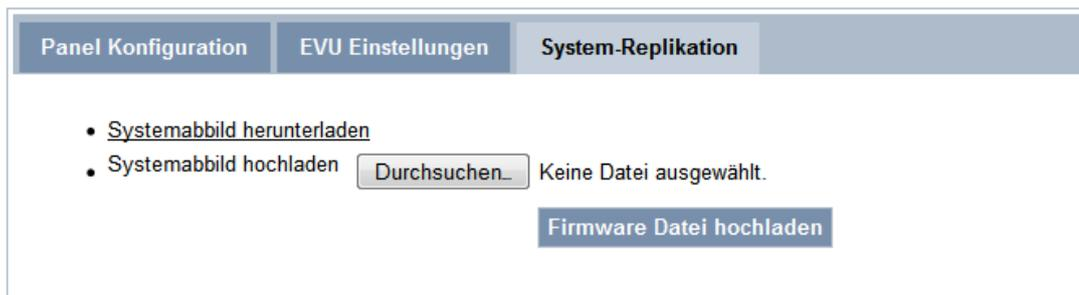 Panel Konfiguration EVU Einstellungen System-Replikation
Systemabbild herunterladen
Systemabbild hochladen Durchsuchen… Keine Datei ausgewählt.
Firmware Datei hochladen